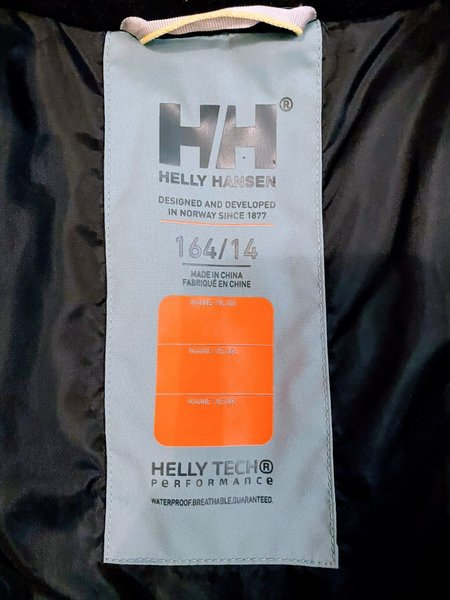 HH®
HELLY HANSEN
DESIGNED AND DEVELOPED
IN NORWAY SINCE 1877
164/14
MADE IN CHINA
FABRIQUÉ EN CHINE
NAME/YEAR
NAME/YEAR
NAME/YEAR
HELLY TECH®
PERFORMANCE
WATERPROOF.BREATHABLE.GUARANTEED.